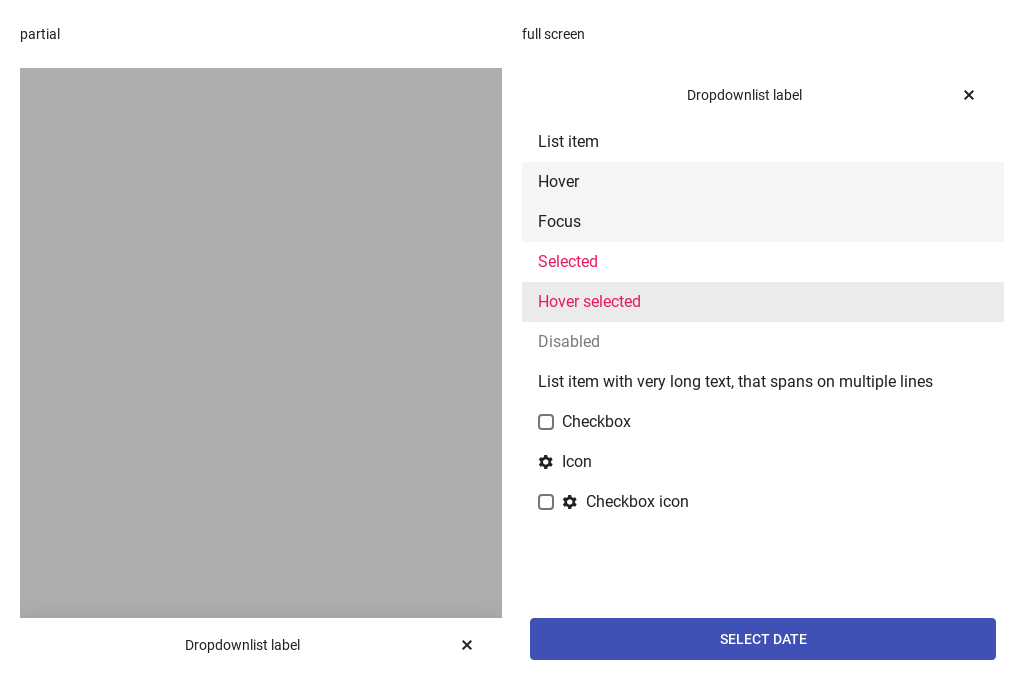 partial
full screen
Dropdownlist label
List item
Hover
Focus
Selected
Hover selected
Disabled
List item with very long text, that spans on multiple lines
Checkbox
Icon
Checkbox icon
Dropdownlist label
SELECT DATE